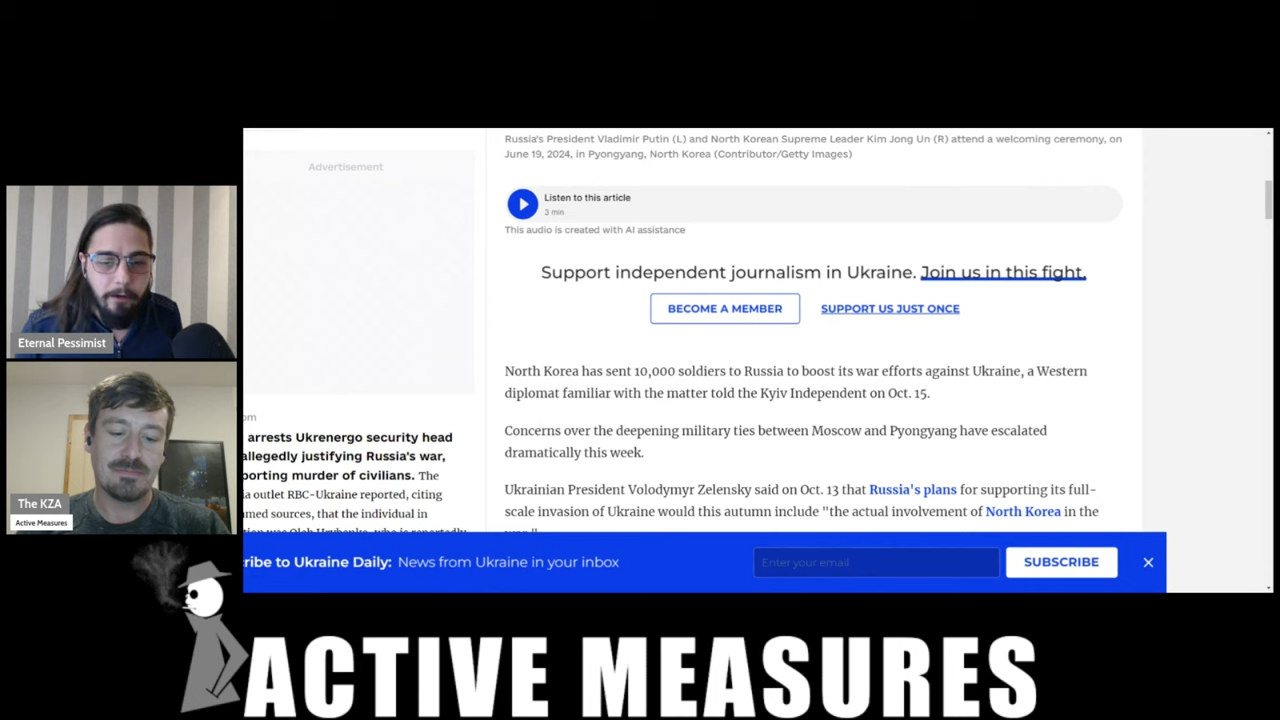 Russia's President Vladimir Putin (L) and North Korean Supreme Leader Kim Jong Un (R) attend a welcoming ceremony, on
June 19, 2024, in Pyongyang, North Korea (Contributor/Getty Images)
Advertisement
Listen to this article
3 min
This audio is created with AI assistance
Support independent journalism in Ukraine. Join us in this fight.
BECOME A MEMBER
SUPPORT US JUST ONCE
North Korea has sent 10,000 soldiers to Russia to boost its war efforts against Ukraine, a Western
diplomat familiar with the matter told the Kyiv Independent on Oct. 15.
Concerns over the deepening military ties between Moscow and Pyongyang have escalated
dramatically this week.
Ukrainian President Volodymyr Zelensky said on Oct. 13 that Russia's plans for supporting its full-
scale invasion of Ukraine would this autumn include "the actual involvement of North Korea in the
om
arrests Ukrenergo security head
allegedly justifying Russia's war,
porting murder of civilians. The
ia outlet RBC-Ukraine reported, citing
med sources, that the individual in
Eternal Pessimist
The KZA
Active Measures
ribe to Ukraine Daily: News from Ukraine in your inbox
Enter your email
SUBSCRIBE
ACTIVE MEASURES